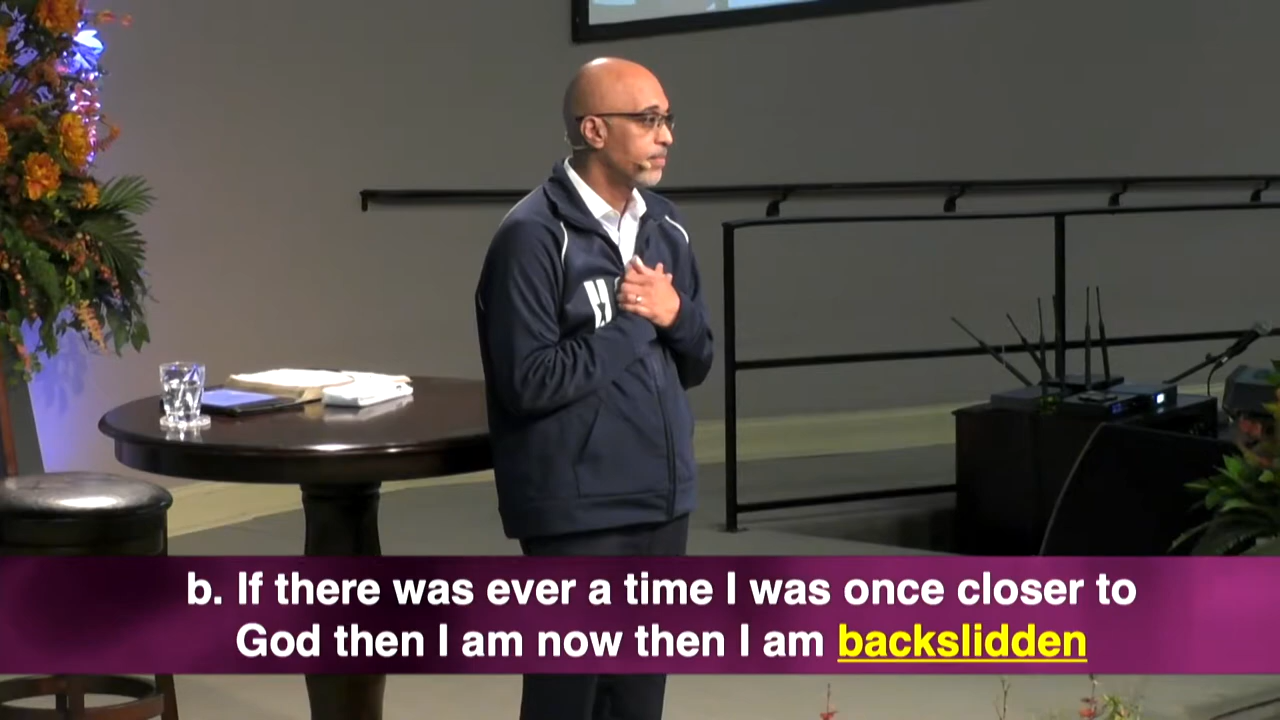 b. If there was ever a time I was once closer to
God then I am now then I am backslidden